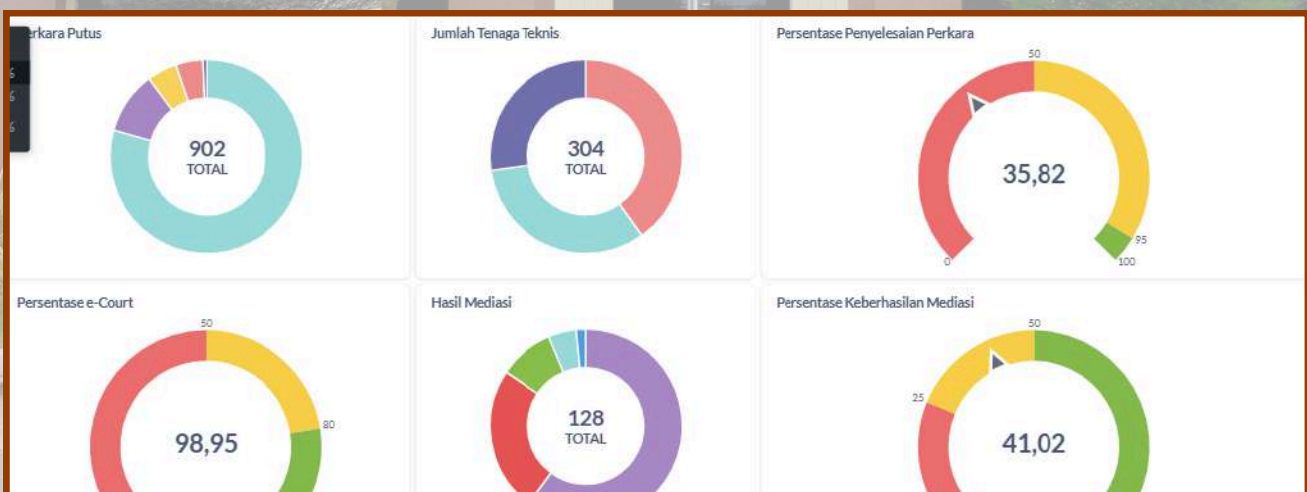 erkara Putus
902
TOTAL
Jumlah Tenaga Teknis
304
TOTAL
Persentase Penyelesaian Perkara
50
35,82
95
0
100
Persentase e-Court
50
80
98,95
Hasil Mediasi
128
TOTAL
Persentase Keberhasilan Mediasi
50
25
41,02